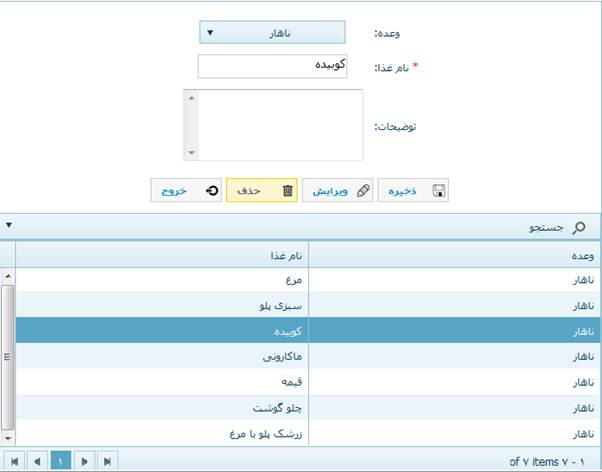 وعده: ناهار
* نام غذا: کوبیده
توضیحات:
ذخیره ویرایش حذف خروج
جستجو
وعده نام غذا
ناهار مرغ
ناهار سبزی پلو
ناهار کوبیده
ناهار ماکارونی
ناهار قیمه
ناهار چلو گوشت
ناهار زرشک پلو با مرغ
۱ - ۷ of ۷ items ۱